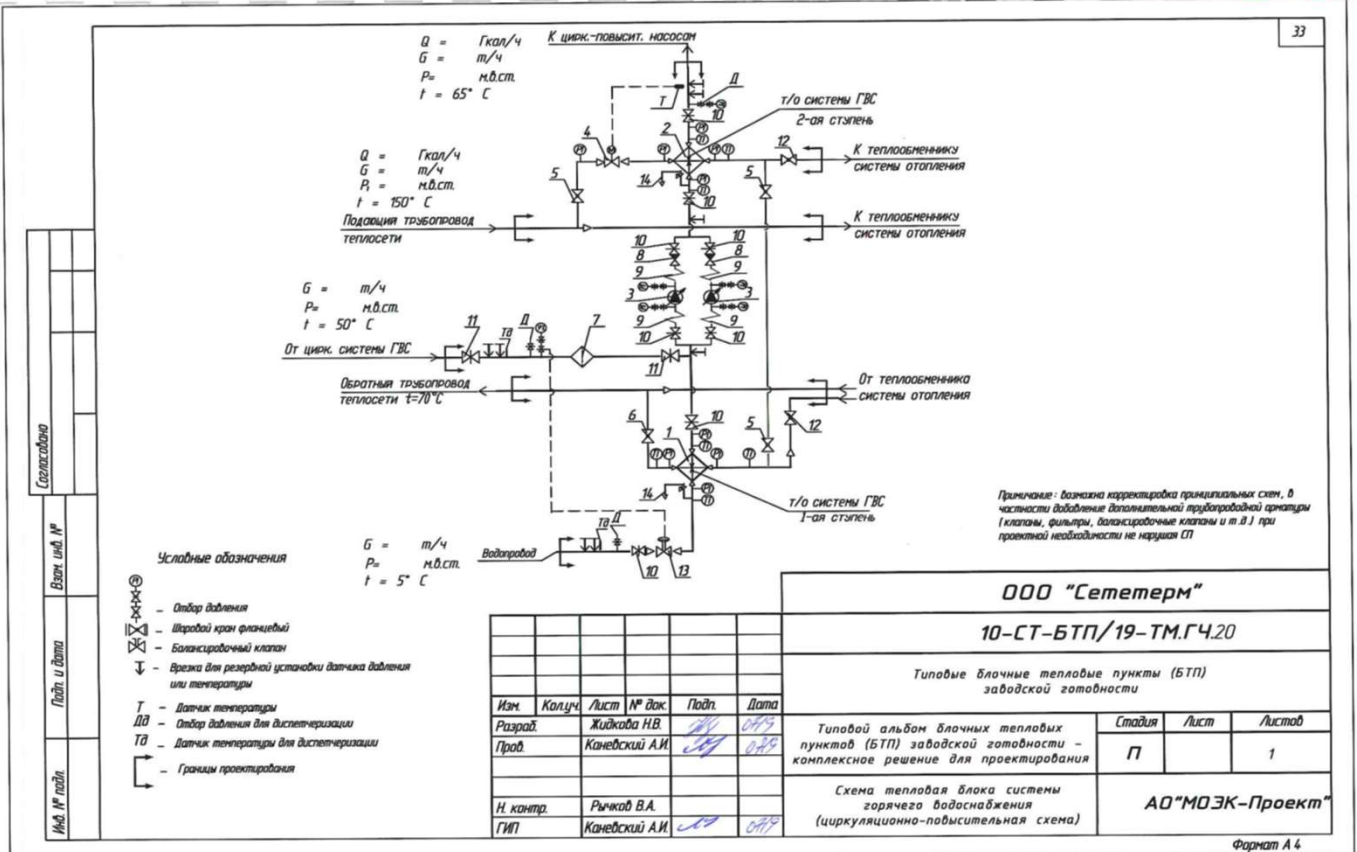 33
Q = Гкал/ч
G = т/ч
P= м.в.ст.
t = 65° С
К цирк.-повысит. насосам
Д
Т
10
т/о системы ГВС
2-ая ступень
4
2
12
К теплообменнику
системы отопления
Q = Гкал/ч
G = т/ч
P₁ = м.в.ст.
t = 150° С
5
14
10
5
Подающий трубопровод
теплосети
К теплообменнику
системы отопления
10
10
8
8
9
9
3
3
9
9
10
10
G = т/ч
P= м.в.ст.
t = 50° С
11
Тд
Д
7
От цирк. системы ГВС
11
Обратный трубопровод
теплосети t=70°С
От теплообменника
системы отопления
6
1
10
5
12
14
т/о системы ГВС
1-ая ступень
Тд
Д
G = т/ч
P= м.в.ст.
t = 5° С
Водопровод
10
13
Примечание: возможна корректировка принципиальных схем, в
частности добавление дополнительной трубопроводной арматуры
(клапаны, фильтры, балансировочные клапаны и т.д.) при
проектной необходимости не нарушая СП
Условные обозначения
- Отбор давления
- Шаровой кран фланцевый
- Балансировочный клапан
- Врезка для резервной установки датчика давления
или температуры
Т - Датчик температуры
Дд - Отбор давления для диспетчеризации
Тд - Датчик температуры для диспетчеризации
- Границы проектирования
Согласовано
Взам. инв. №
Подп. и дата
Инв. № подл.
ООО "Сететерм"
10-СТ-БТП/19-ТМ.ГЧ.20
Типовые блочные тепловые пункты (БТП)
заводской готовности
Изм. Кол.уч Лист № док. Подп. Дата
Разраб. Жидкова Н.В.
Пров. Каневский А.И.
Н. контр. Рычков В.А.
ГИП Каневский А.И.
Типовой альбом блочных тепловых
пунктов (БТП) заводской готовности -
комплексное решение для проектирования
Стадия Лист Листов
П 1
Схема тепловая блока системы
горячего водоснабжения
(циркуляционно-повысительная схема)
АО"МОЭК-Проект"
Формат А4